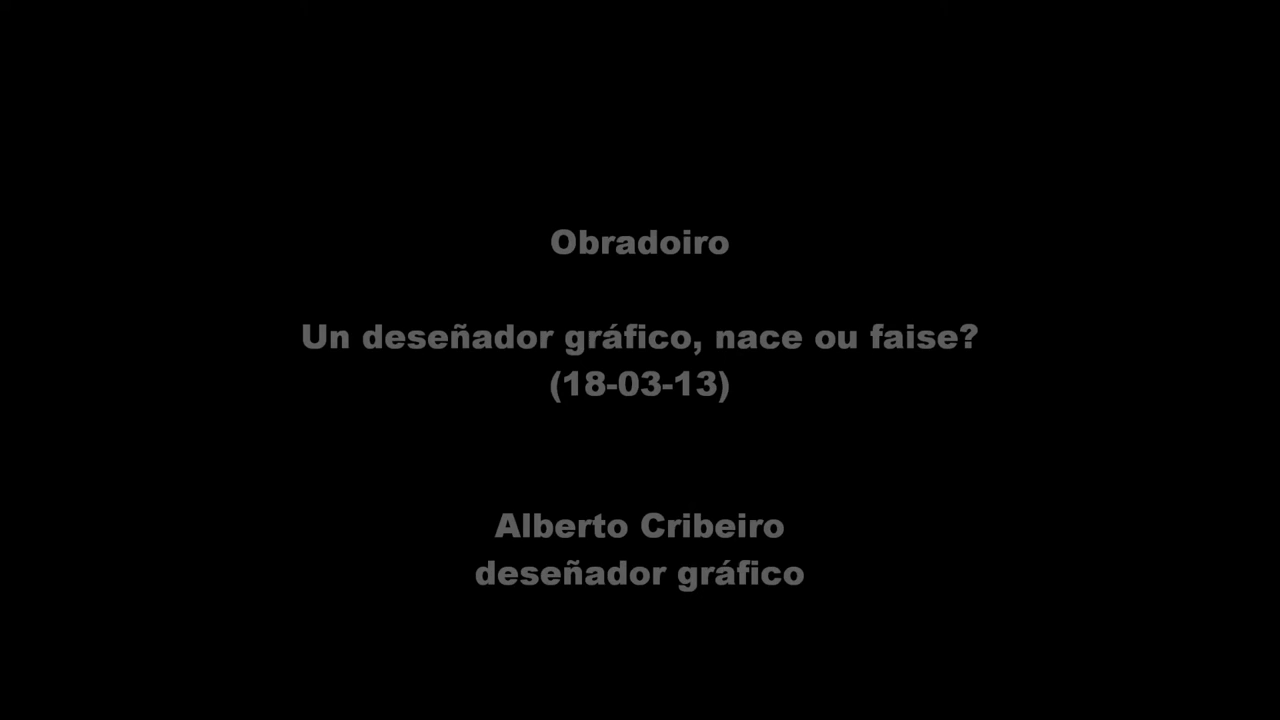 Obradoiro
Un deseñador gráfico, nace ou faise?
(18-03-13)
Alberto Cribeiro
deseñador gráfico